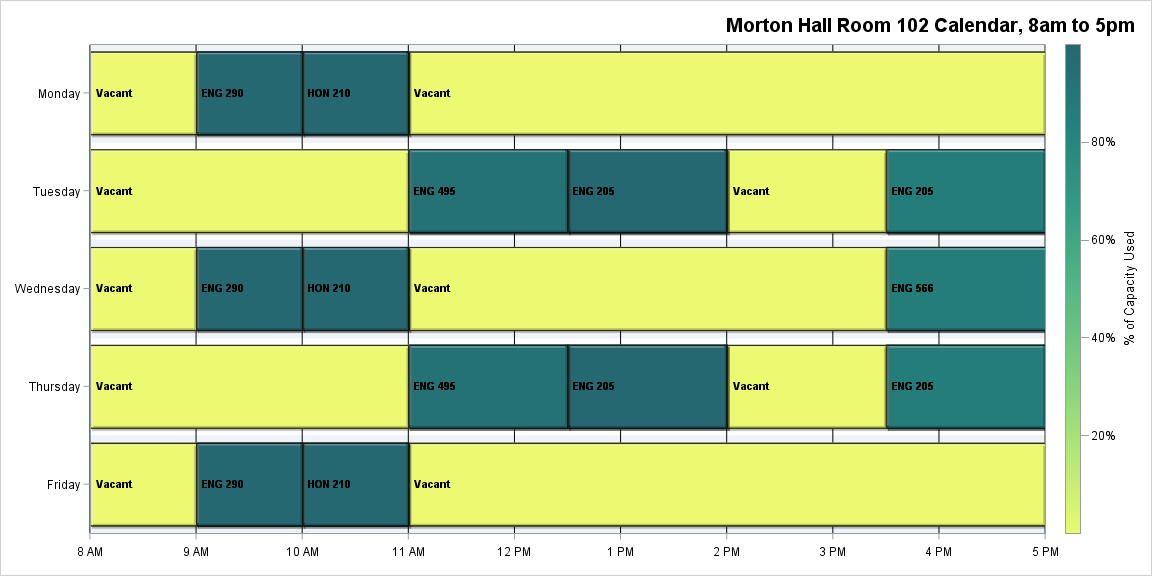 Morton Hall Room 102 Calendar, 8am to 5pm
Monday
Vacant
ENG 290
HON 210
Vacant
Tuesday
Vacant
ENG 495
ENG 205
Vacant
ENG 205
Wednesday
Vacant
ENG 290
HON 210
Vacant
ENG 566
Thursday
Vacant
ENG 495
ENG 205
Vacant
ENG 205
Friday
Vacant
ENG 290
HON 210
Vacant
8 AM
9 AM
10 AM
11 AM
12 PM
1 PM
2 PM
3 PM
4 PM
5 PM
80%
60%
40%
20%
% of Capacity Used